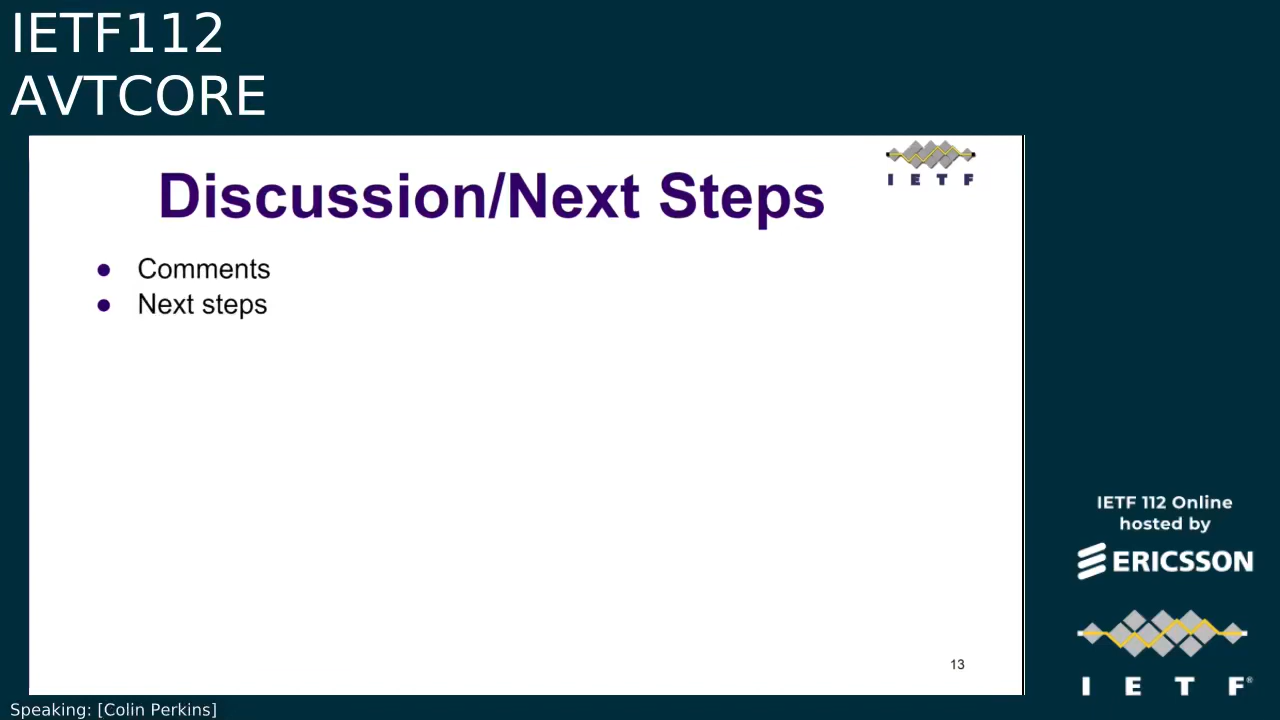 IETF112
AVTCORE
I E T F
Discussion/Next Steps
● Comments
● Next steps
IETF 112 Online
hosted by
ERICSSON
13
I E T F®
Speaking: [Colin Perkins]